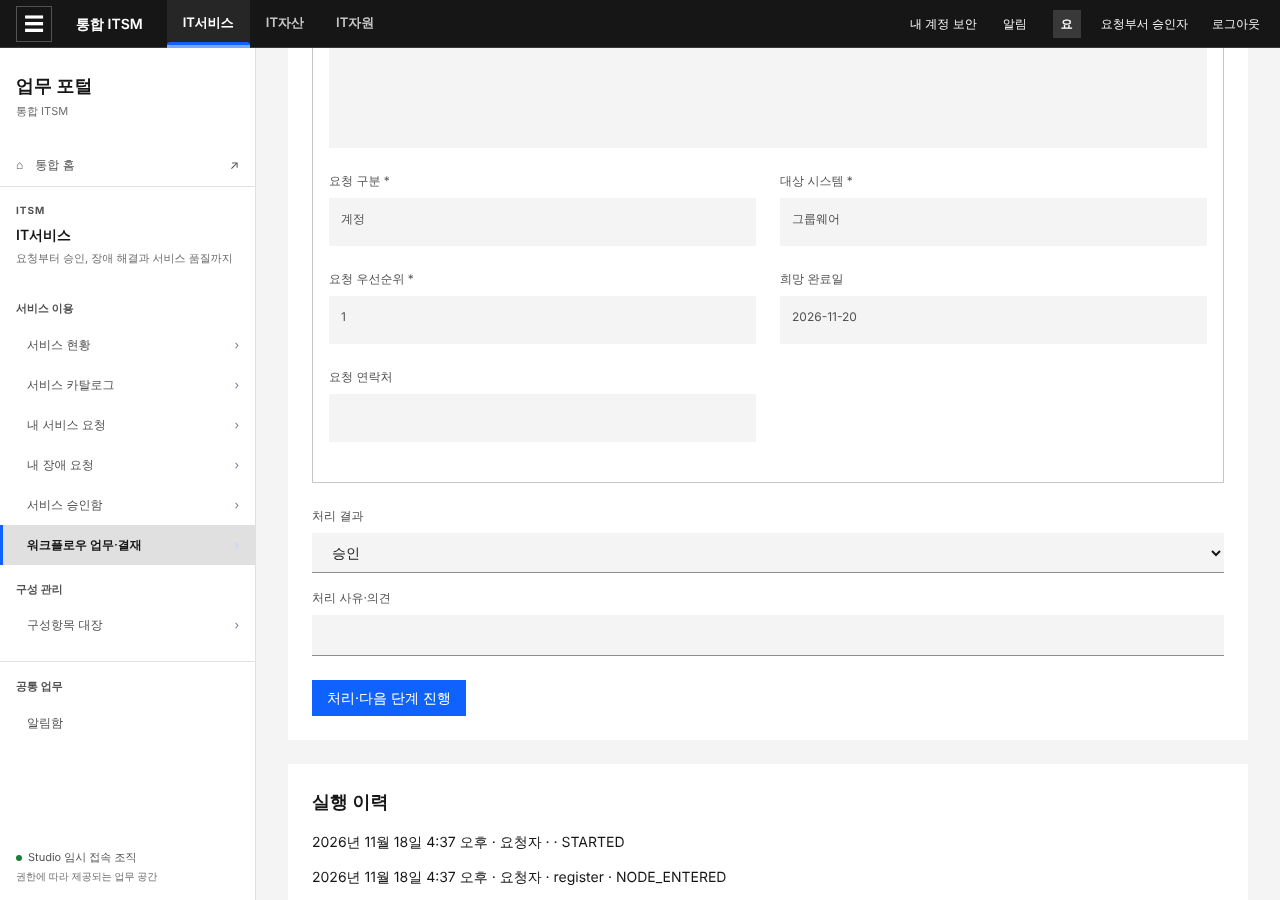 통합 ITSM
IT서비스
IT자산
IT자원
내 계정 보안
알림
요
요청부서 승인자
로그아웃
업무 포털
통합 ITSM
통합 홈
ITSM
IT서비스
요청부터 승인, 장애 해결과 서비스 품질까지
서비스 이용
서비스 현황
서비스 카탈로그
내 서비스 요청
내 장애 요청
서비스 승인함
워크플로우 업무·결재
구성 관리
구성항목 대장
공통 업무
알림함
Studio 임시 접속 조직
권한에 따라 제공되는 업무 공간
요청 구분 *
대상 시스템 *
계정
그룹웨어
요청 우선순위 *
희망 완료일
1
2026-11-20
요청 연락처
처리 결과
승인
처리 사유·의견
처리·다음 단계 진행
실행 이력
2026년 11월 18일 4:37 오후 · 요청자 · · STARTED
2026년 11월 18일 4:37 오후 · 요청자 · register · NODE_ENTERED